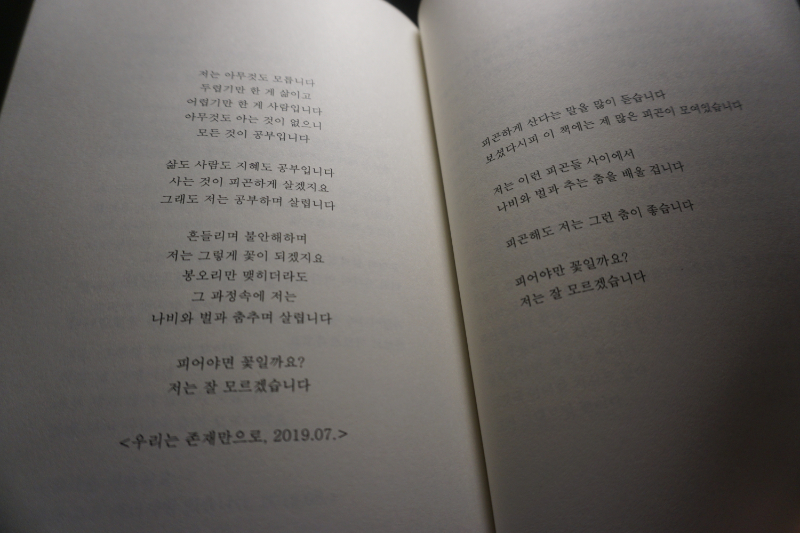 저는 아무것도 모릅니다
두렵기만 한 게 삶이고
어렵기만 한 게 사람입니다
아무것도 아는 것이 없으니
모든 것이 공부입니다
삶도 사람도 지혜도 공부입니다
사는 것이 피곤하게 살겠지요
그래도 저는 공부하며 살렵니다
흔들리며 불안해하며
저는 그렇게 꽃이 되겠지요
봉오리만 맺히더라도
그 과정속에 저는
나비와 벌과 춤추며 살렵니다
피어야면 꽃일까요?
저는 잘 모르겠습니다
<우리는 존재만으로, 2019.07.>
피곤하게 산다는 말을 많이 듣습니다
보셨다시피 이 책에는 제 많은 피곤이 모여있습니다
저는 이런 피곤들 사이에서
나비와 벌과 추는 춤을 배울 겁니다
피곤해도 저는 그런 춤이 좋습니다
피어야만 꽃일까요?
저는 잘 모르겠습니다